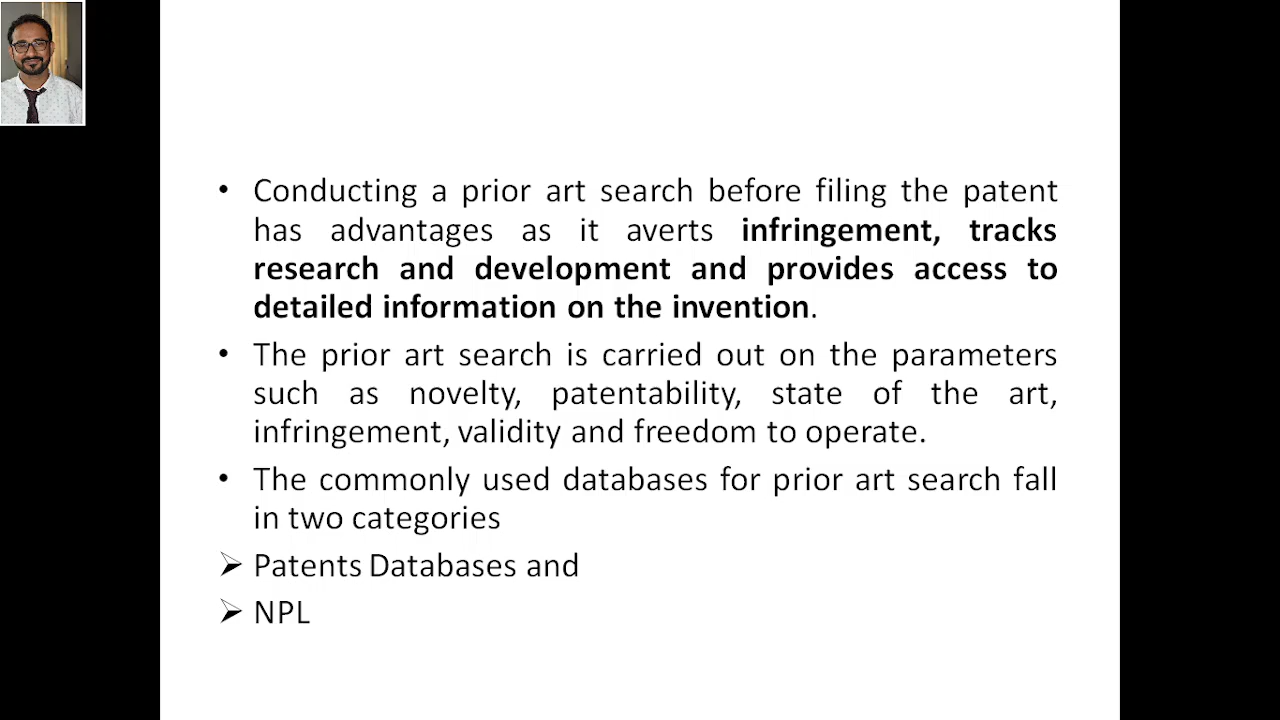 • Conducting a prior art search before filing the patent
has advantages as it averts infringement, tracks
research and development and provides access to
detailed information on the invention.
• The prior art search is carried out on the parameters
such as novelty, patentability, state of the art,
infringement, validity and freedom to operate.
• The commonly used databases for prior art search fall
in two categories
➢ Patents Databases and
➢ NPL